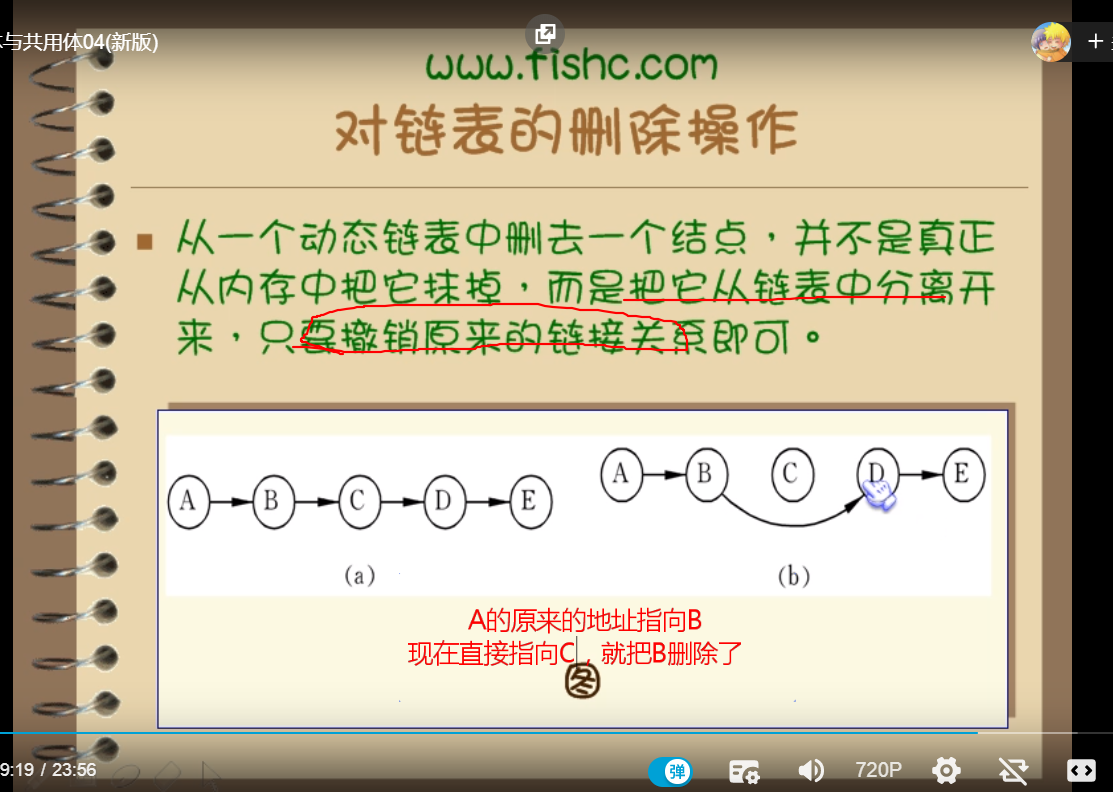 体与共用体04(新版)
www.fishc.com
对链表的删除操作
从一个动态链表中删去一个结点，并不是真正
从内存中把它抹掉，而是把它从链表中分离开
来，只要撤销原来的链接关系即可。
A B C D E
A B C D E
(a)
(b)
A的原来的地址指向B
现在直接指向C，就把B删除了
图
9:19 / 23:56
弹
720P